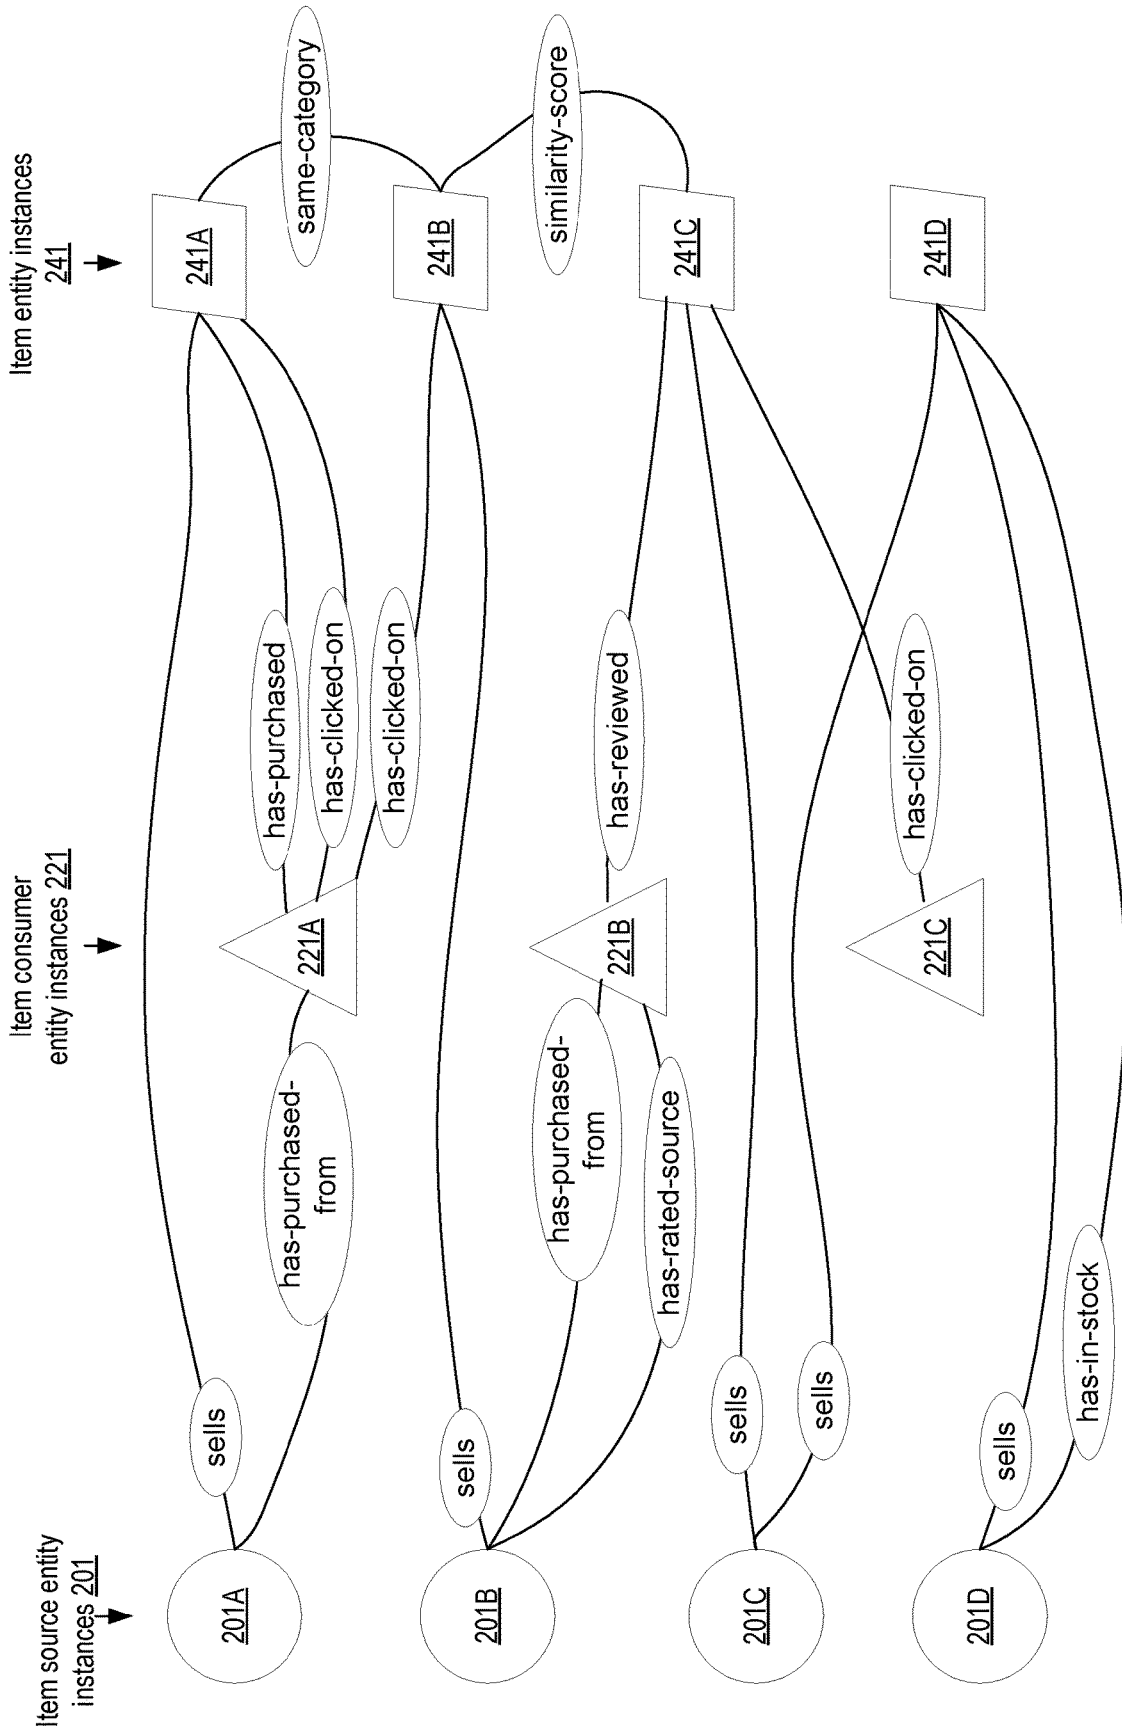 Item source entity
instances 201
Item consumer
entity instances 221
Item entity instances
241
201A
sells
has-purchased-
from
221A
has-purchased
has-clicked-on
has-clicked-on
241A
same-category
201B
sells
has-purchased-
from
has-rated-source
221B
has-reviewed
241B
similarity-score
201C
sells
sells
221C
has-clicked-on
241C
201D
sells
has-in-stock
241D